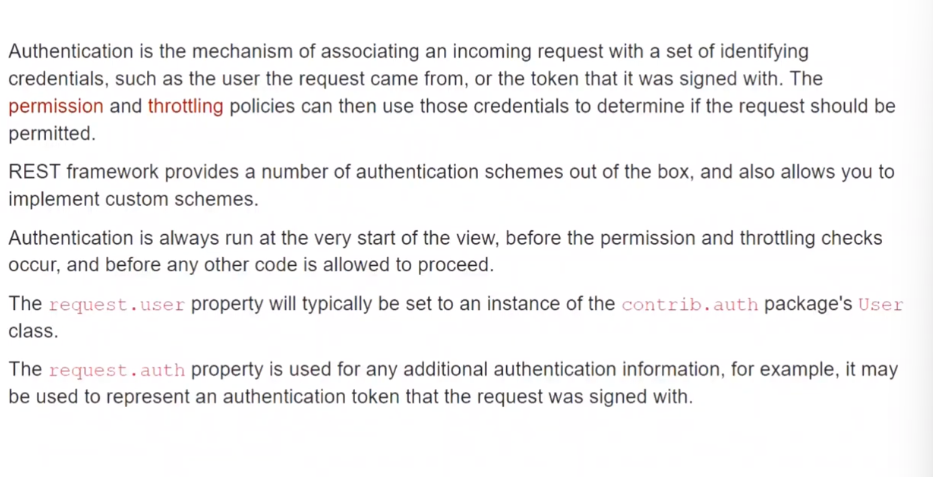 Authentication is the mechanism of associating an incoming request with a set of identifying
credentials, such as the user the request came from, or the token that it was signed with. The
permission and throttling policies can then use those credentials to determine if the request should be
permitted.
REST framework provides a number of authentication schemes out of the box, and also allows you to
implement custom schemes.
Authentication is always run at the very start of the view, before the permission and throttling checks
occur, and before any other code is allowed to proceed.
The request.user property will typically be set to an instance of the contrib.auth package's User
class.
The request.auth property is used for any additional authentication information, for example, it may
be used to represent an authentication token that the request was signed with.